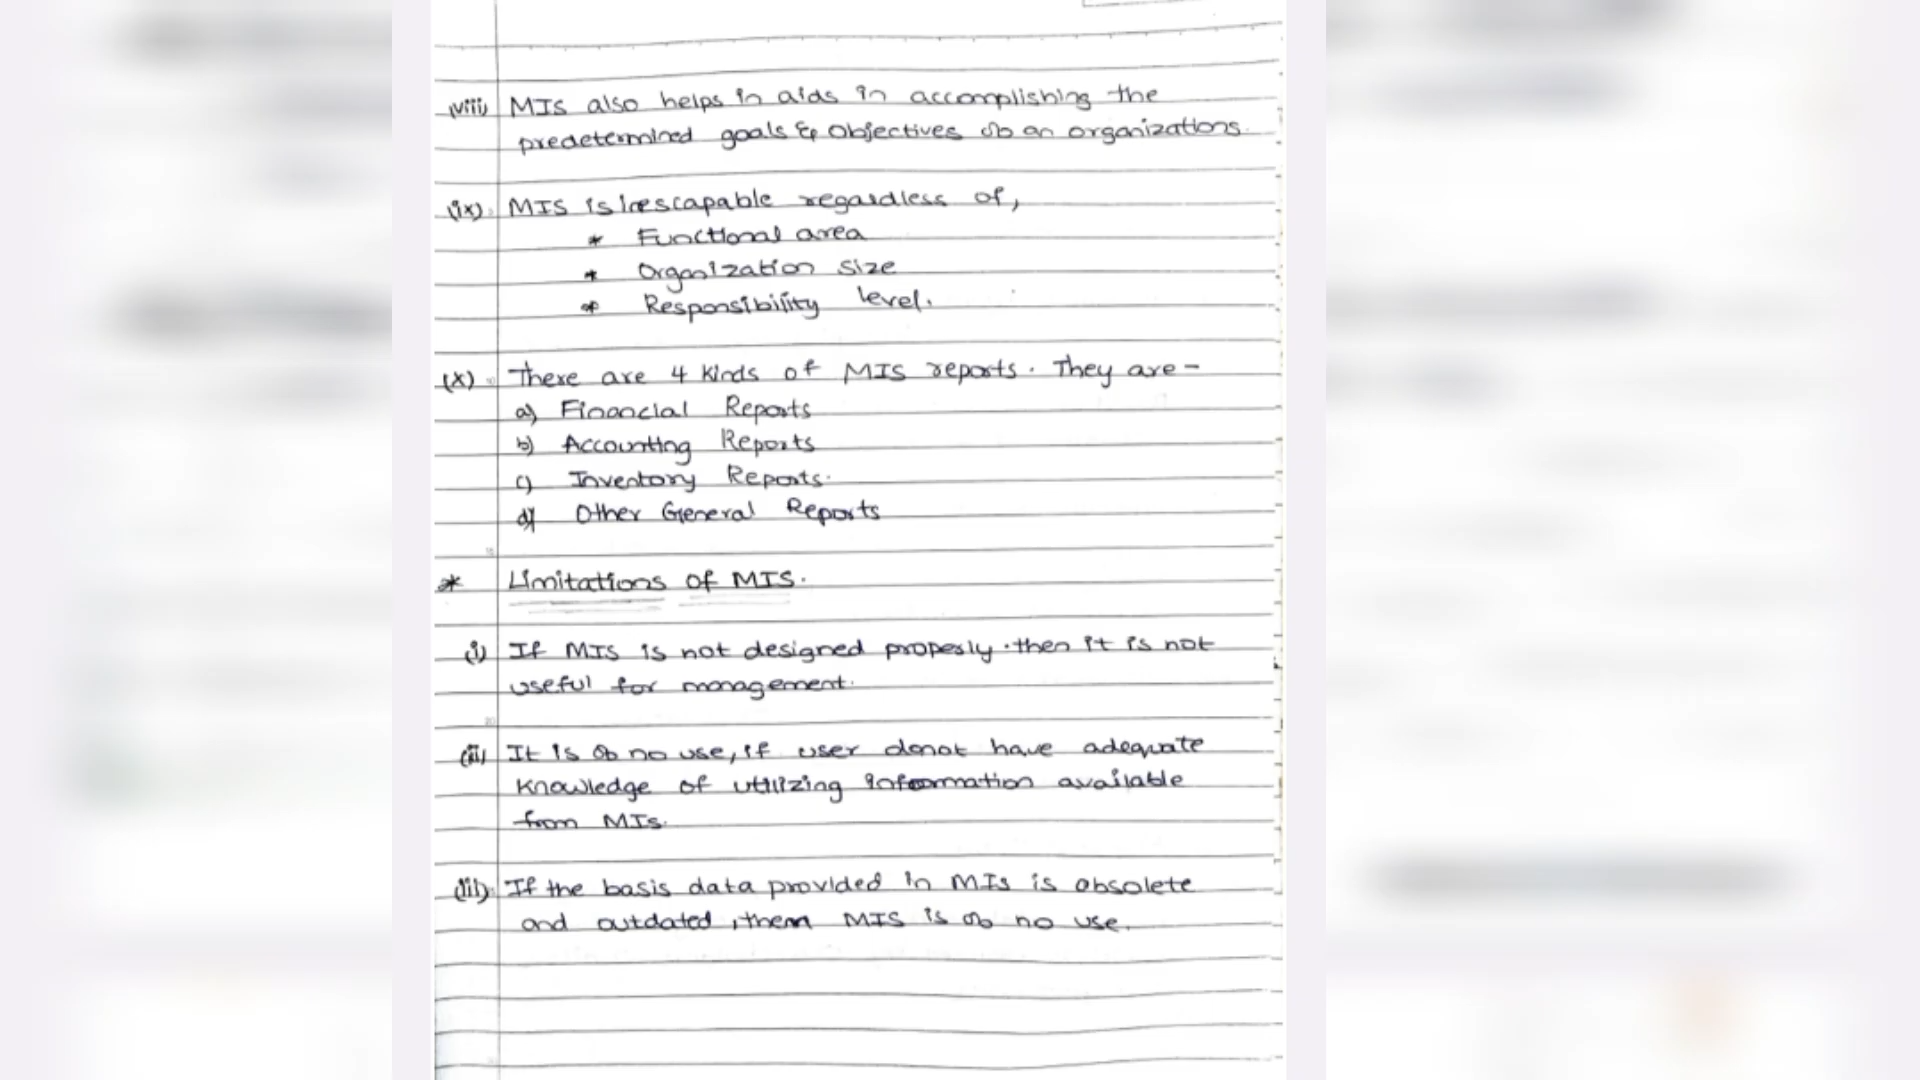 (viii) MIS also helps in aids in accomplishing the
predetermined goals & Objectives of an organizations.
(ix) MIS is Inescapable regardless of,
* Functional area
* Organization size
* Responsibility level.
(X) There are 4 kinds of MIS reports. They are -
a) Financial Reports
b) Accounting Reports
c) Inventory Reports.
d) Other General Reports
* Limitations of MIS.
(i) If MIS is not designed properly. then it is not
useful for management.
(ii) It is of no use, if user donot have adequate
knowledge of utilizing information available
from MIS.
(iii) If the basis data provided in MIS is absolete
and outdated, them MIS is of no use.